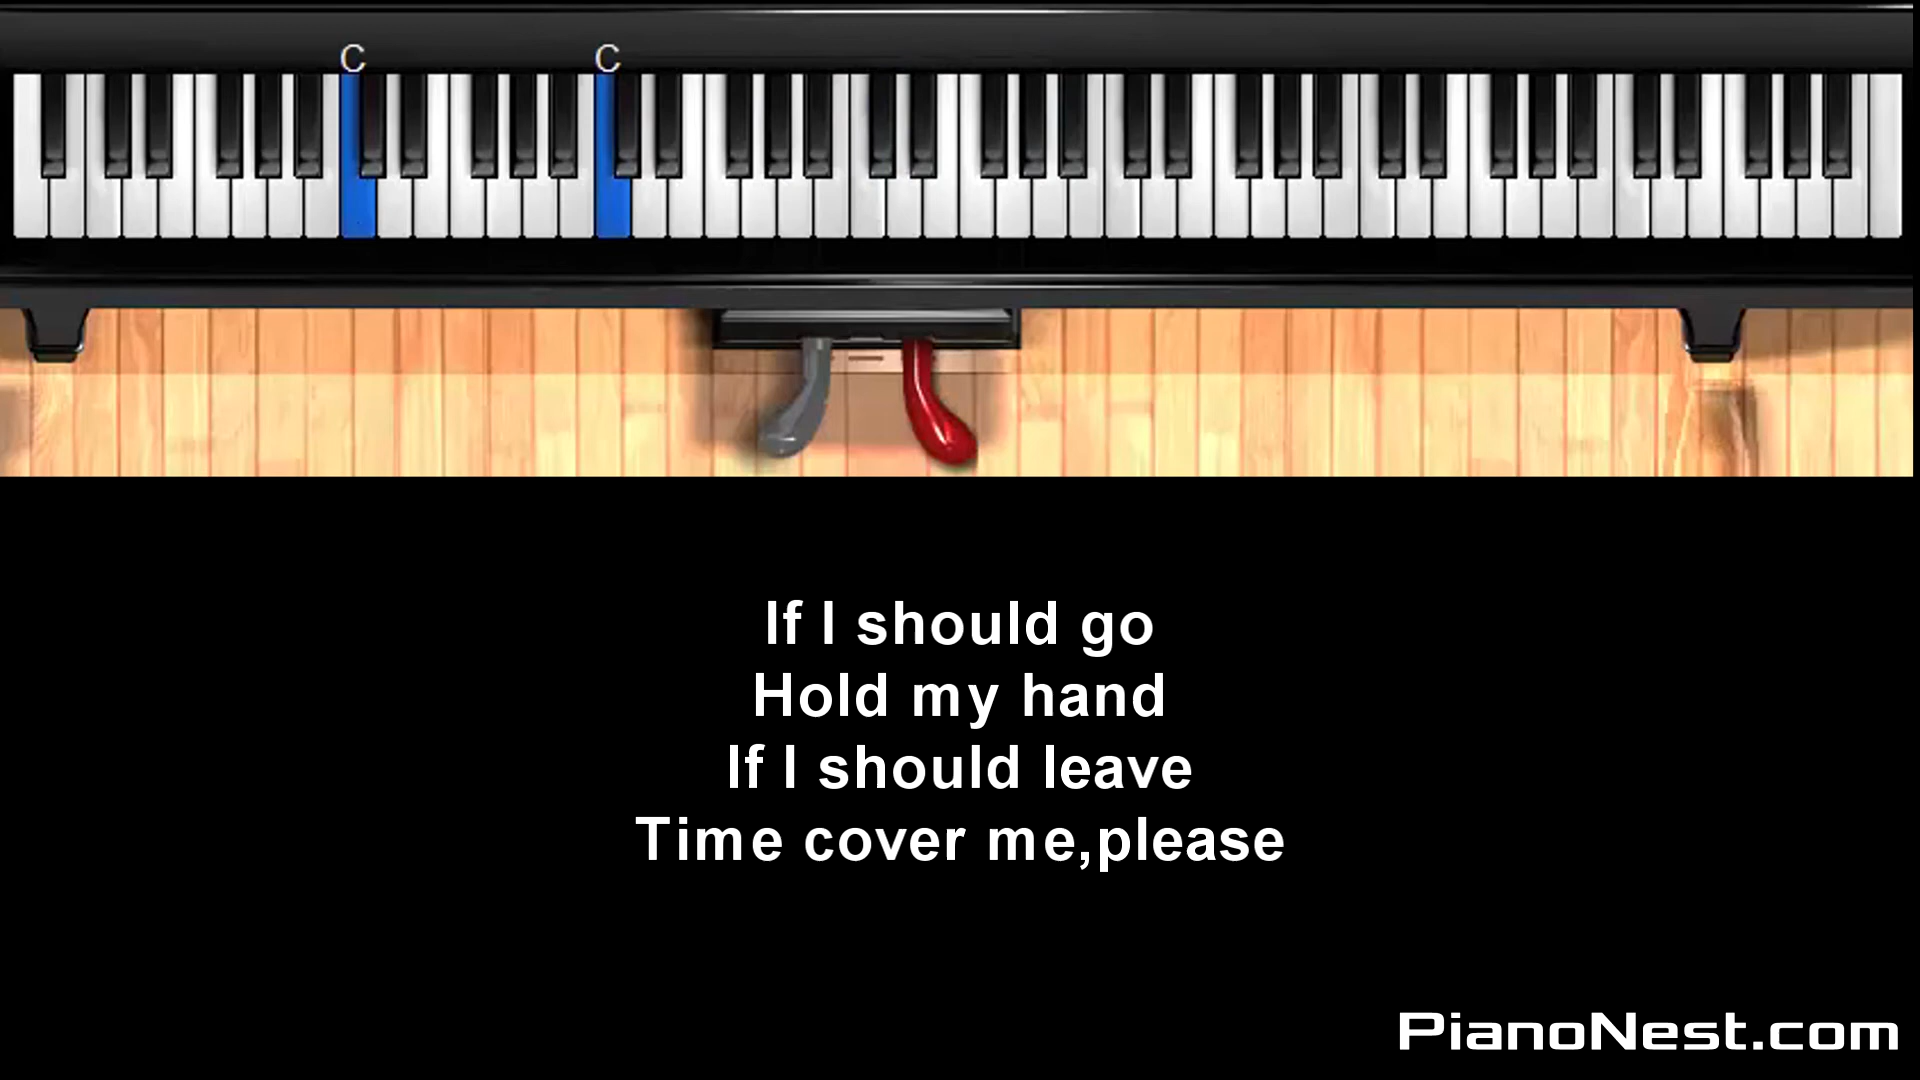 C C
If I should go
Hold my hand
If I should leave
Time cover me,please
PianoNest.com